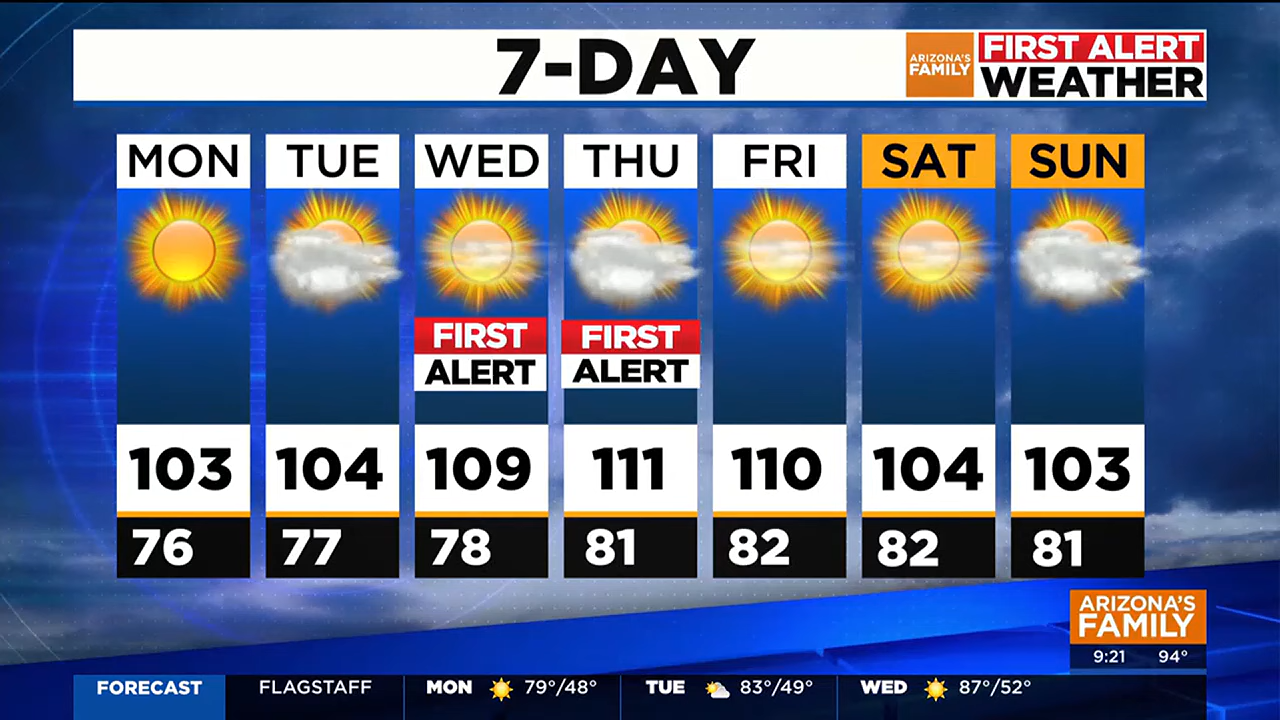 7-DAY
ARIZONA'S
FAMILY
FIRST ALERT
WEATHER
MON TUE WED THU FRI SAT SUN
FIRST FIRST
ALERT ALERT
103 104 109 111 110 104 103
76 77 78 81 82 82 81
ARIZONA'S
FAMILY
9:21 94°
FORECAST FLAGSTAFF MON 79°/48° TUE 83°/49° WED 87°/52°